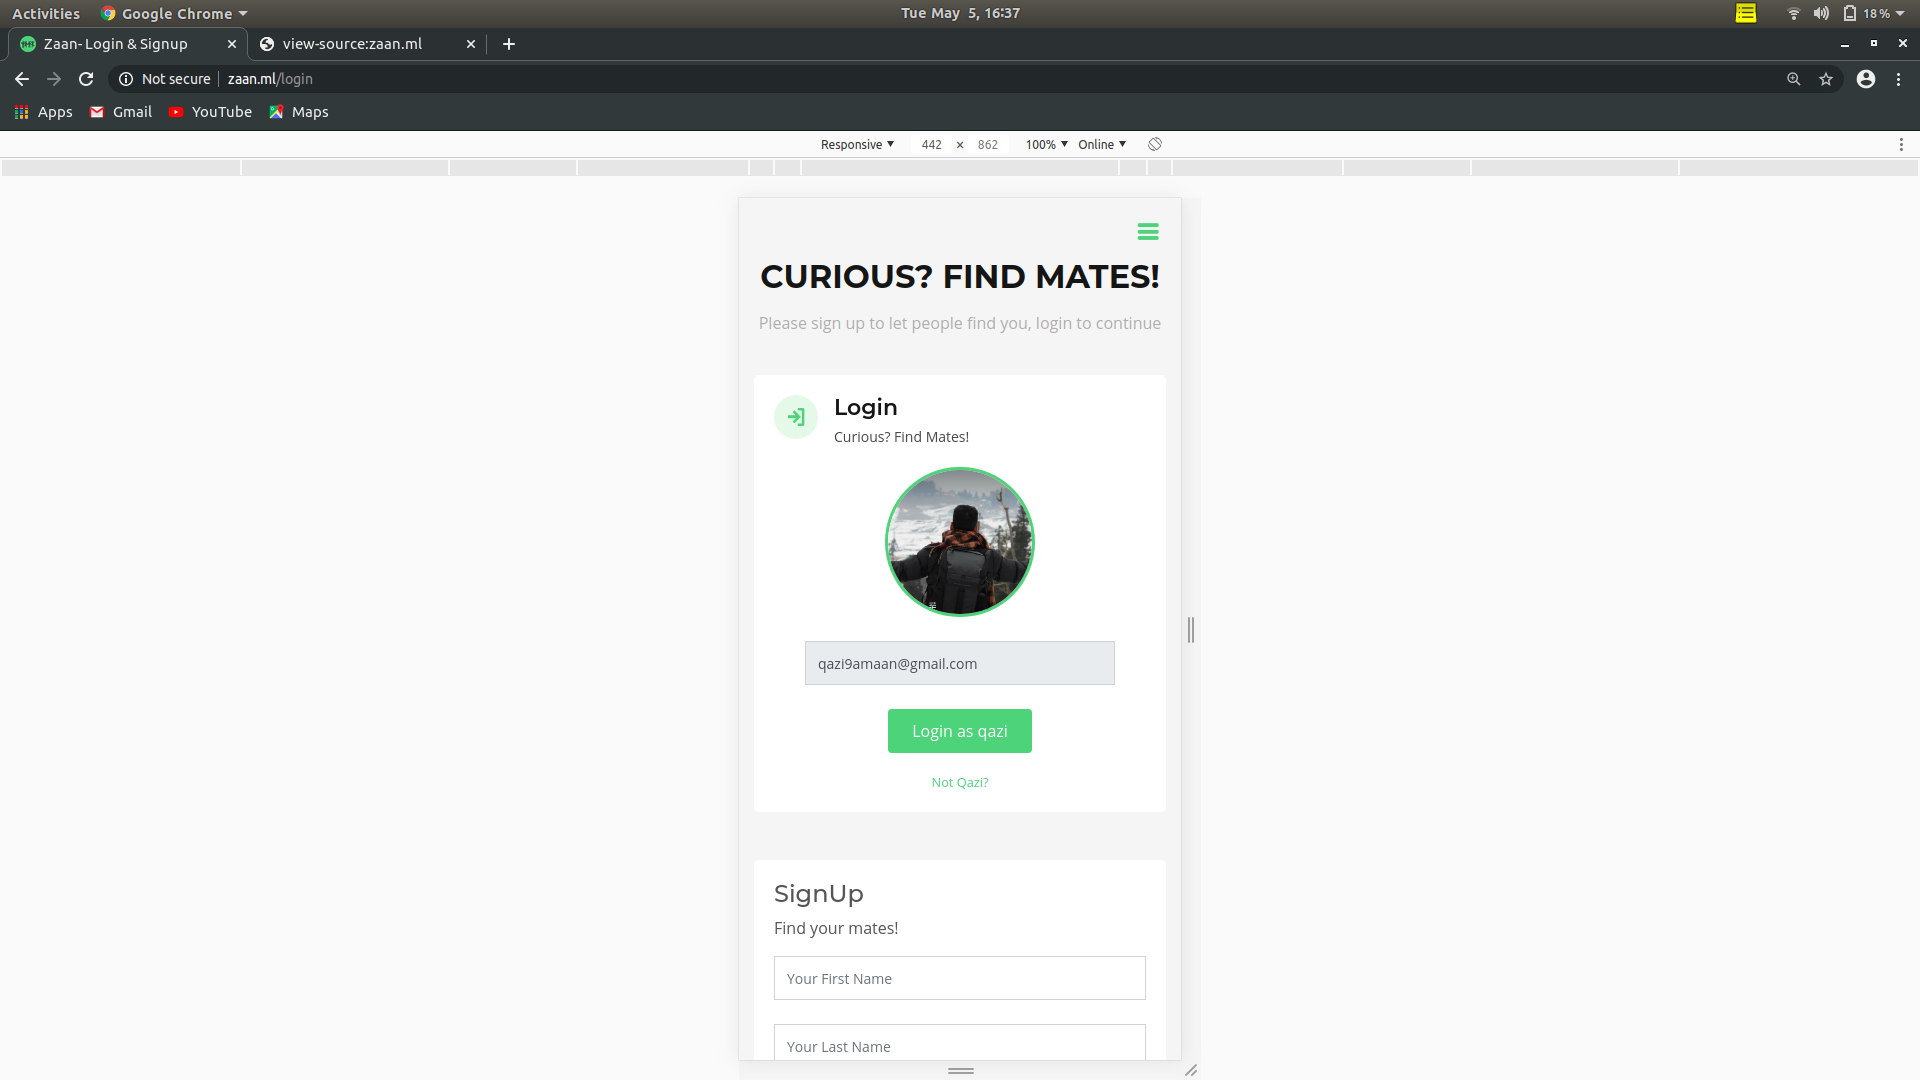 Activities
Google Chrome
Tue May 5, 16:37
18 %
Zaan- Login & Signup
view-source:zaan.ml
Not secure
zaan.ml/login
Apps
Gmail
YouTube
Maps
Responsive
442 × 862
100%
Online
CURIOUS? FIND MATES!
Please sign up to let people find you, login to continue
Login
Curious? Find Mates!
qazi9amaan@gmail.com
Login as qazi
Not Qazi?
SignUp
Find your mates!
Your First Name
Your Last Name